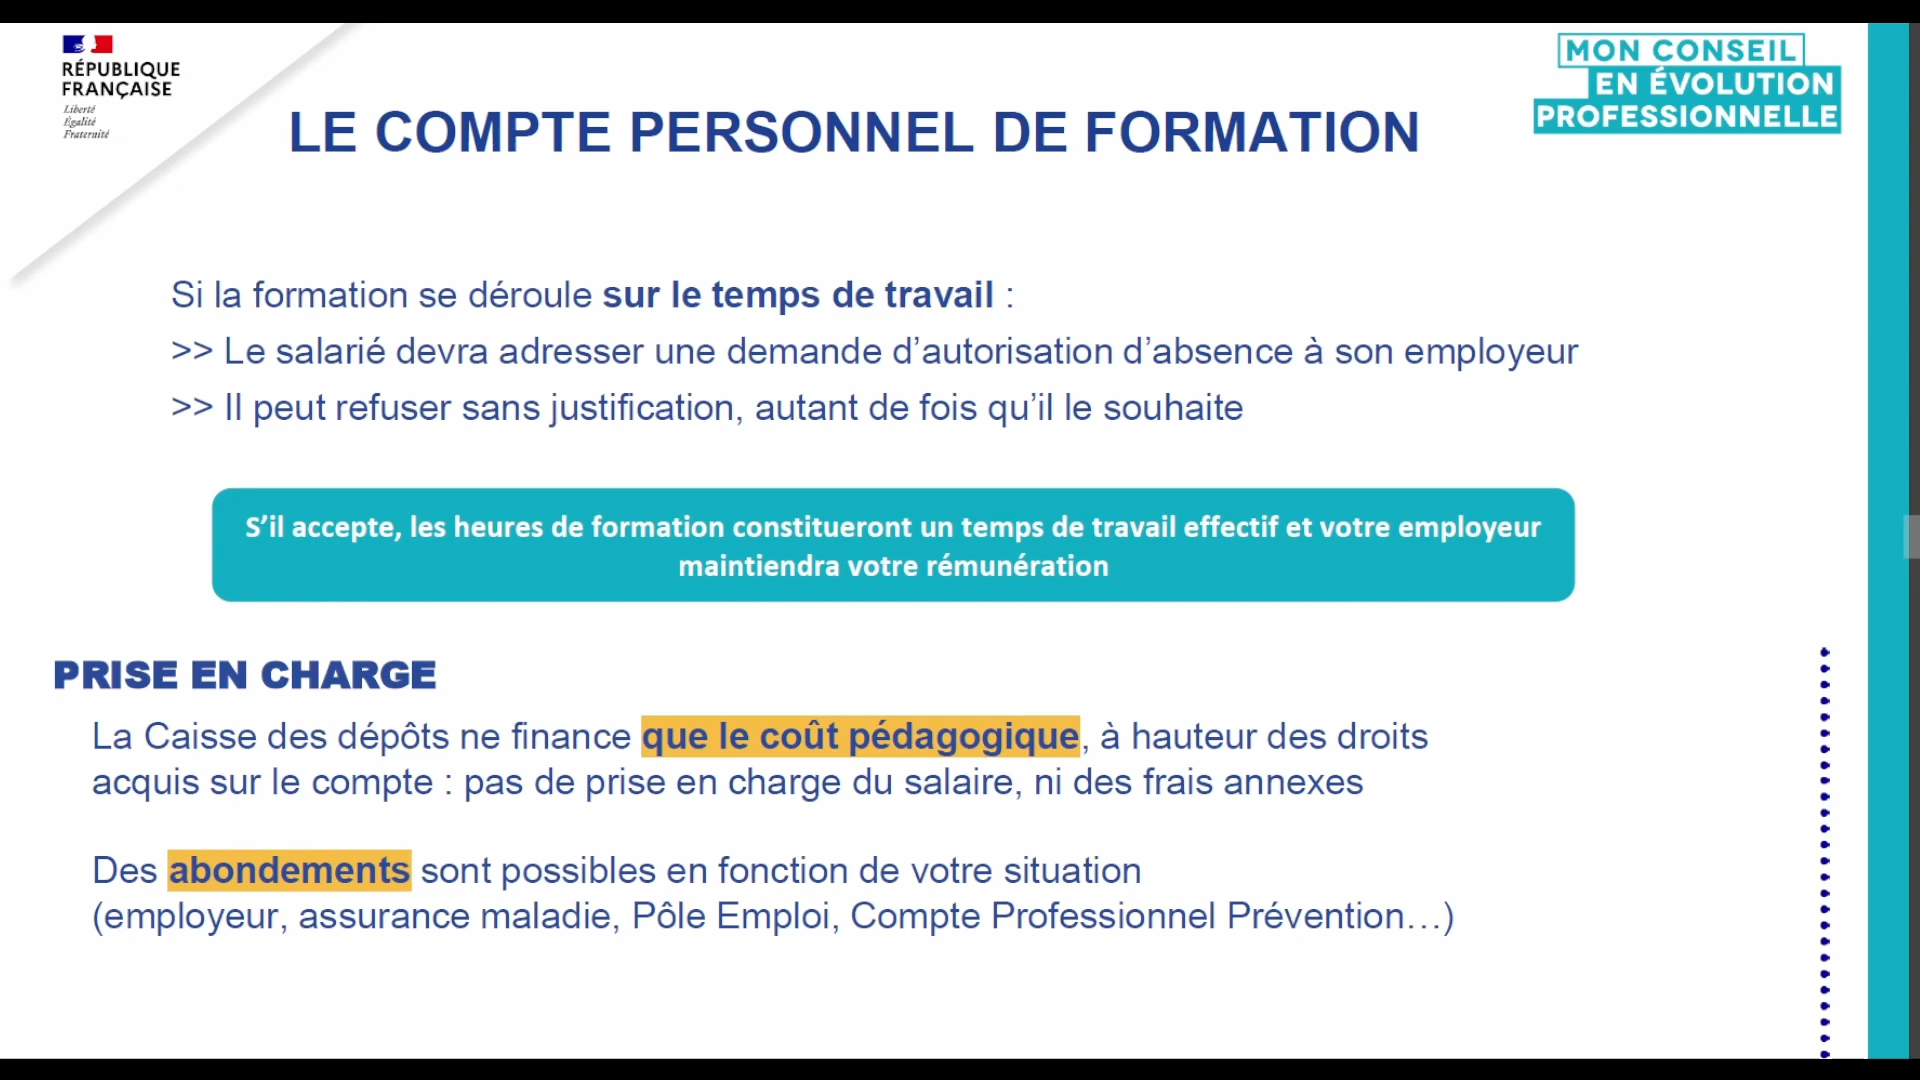 RÉPUBLIQUE
FRANÇAISE
Liberté
Égalité
Fraternité
MON CONSEIL
EN ÉVOLUTION
PROFESSIONNELLE
LE COMPTE PERSONNEL DE FORMATION
Si la formation se déroule sur le temps de travail :
>> Le salarié devra adresser une demande d’autorisation d’absence à son employeur
>> Il peut refuser sans justification, autant de fois qu’il le souhaite
S’il accepte, les heures de formation constitueront un temps de travail effectif et votre employeur
maintiendra votre rémunération
PRISE EN CHARGE
La Caisse des dépôts ne finance que le coût pédagogique, à hauteur des droits
acquis sur le compte : pas de prise en charge du salaire, ni des frais annexes
Des abondements sont possibles en fonction de votre situation
(employeur, assurance maladie, Pôle Emploi, Compte Professionnel Prévention…)